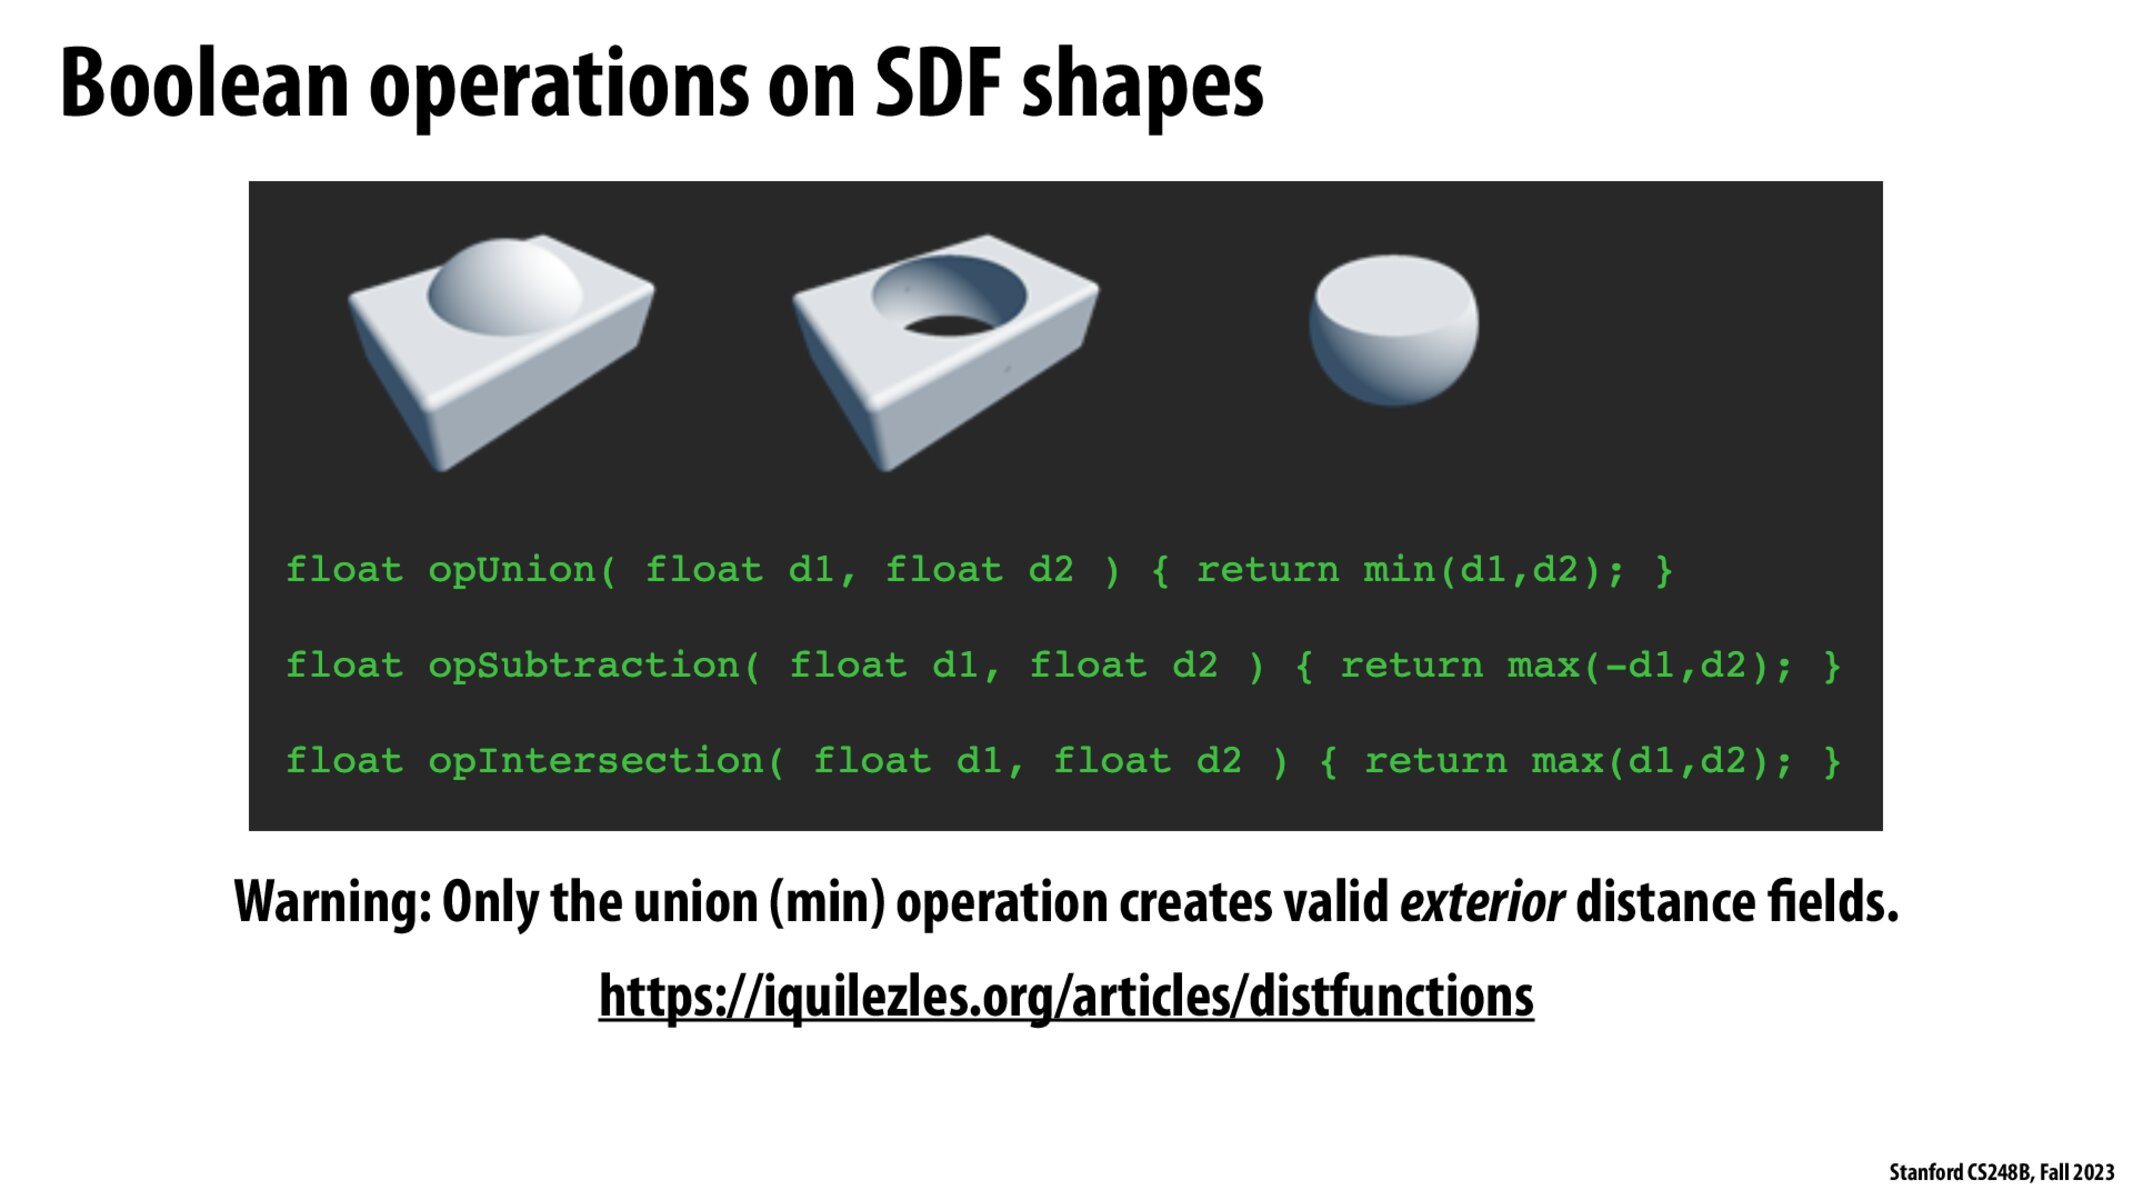 Boolean operations on SDF shapes
float opUnion( float d1, float d2 ) { return min(d1,d2); }
float opSubtraction( float d1, float d2 ) { return max(-d1,d2); }
float opIntersection( float d1, float d2 ) { return max(d1,d2); }
Warning: Only the union (min) operation creates valid exterior distance fields.
https://iquilezles.org/articles/distfunctions
Stanford CS248B, Fall 2023